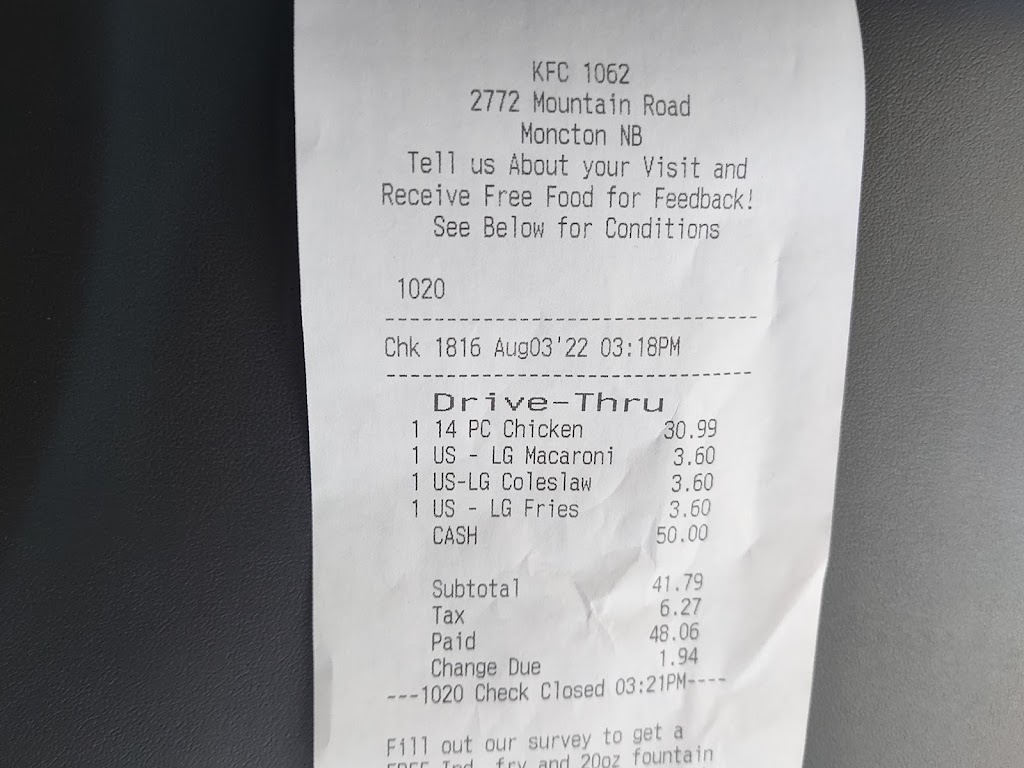 KFC 1062
2772 Mountain Road
Moncton NB
Tell us About your Visit and
Receive Free Food for Feedback!
See Below for Conditions
1020
--------------------------------
Chk 1816 Aug03'22 03:18PM
--------------------------------
Drive-Thru
1 14 PC Chicken 30.99
1 US - LG Macaroni 3.60
1 US-LG Coleslaw 3.60
1 US - LG Fries 3.60
CASH 50.00
Subtotal 41.79
Tax 6.27
Paid 48.06
Change Due 1.94
---1020 Check Closed 03:21PM----
Fill out our survey to get a
FREE Ind. fry and 20oz fountain